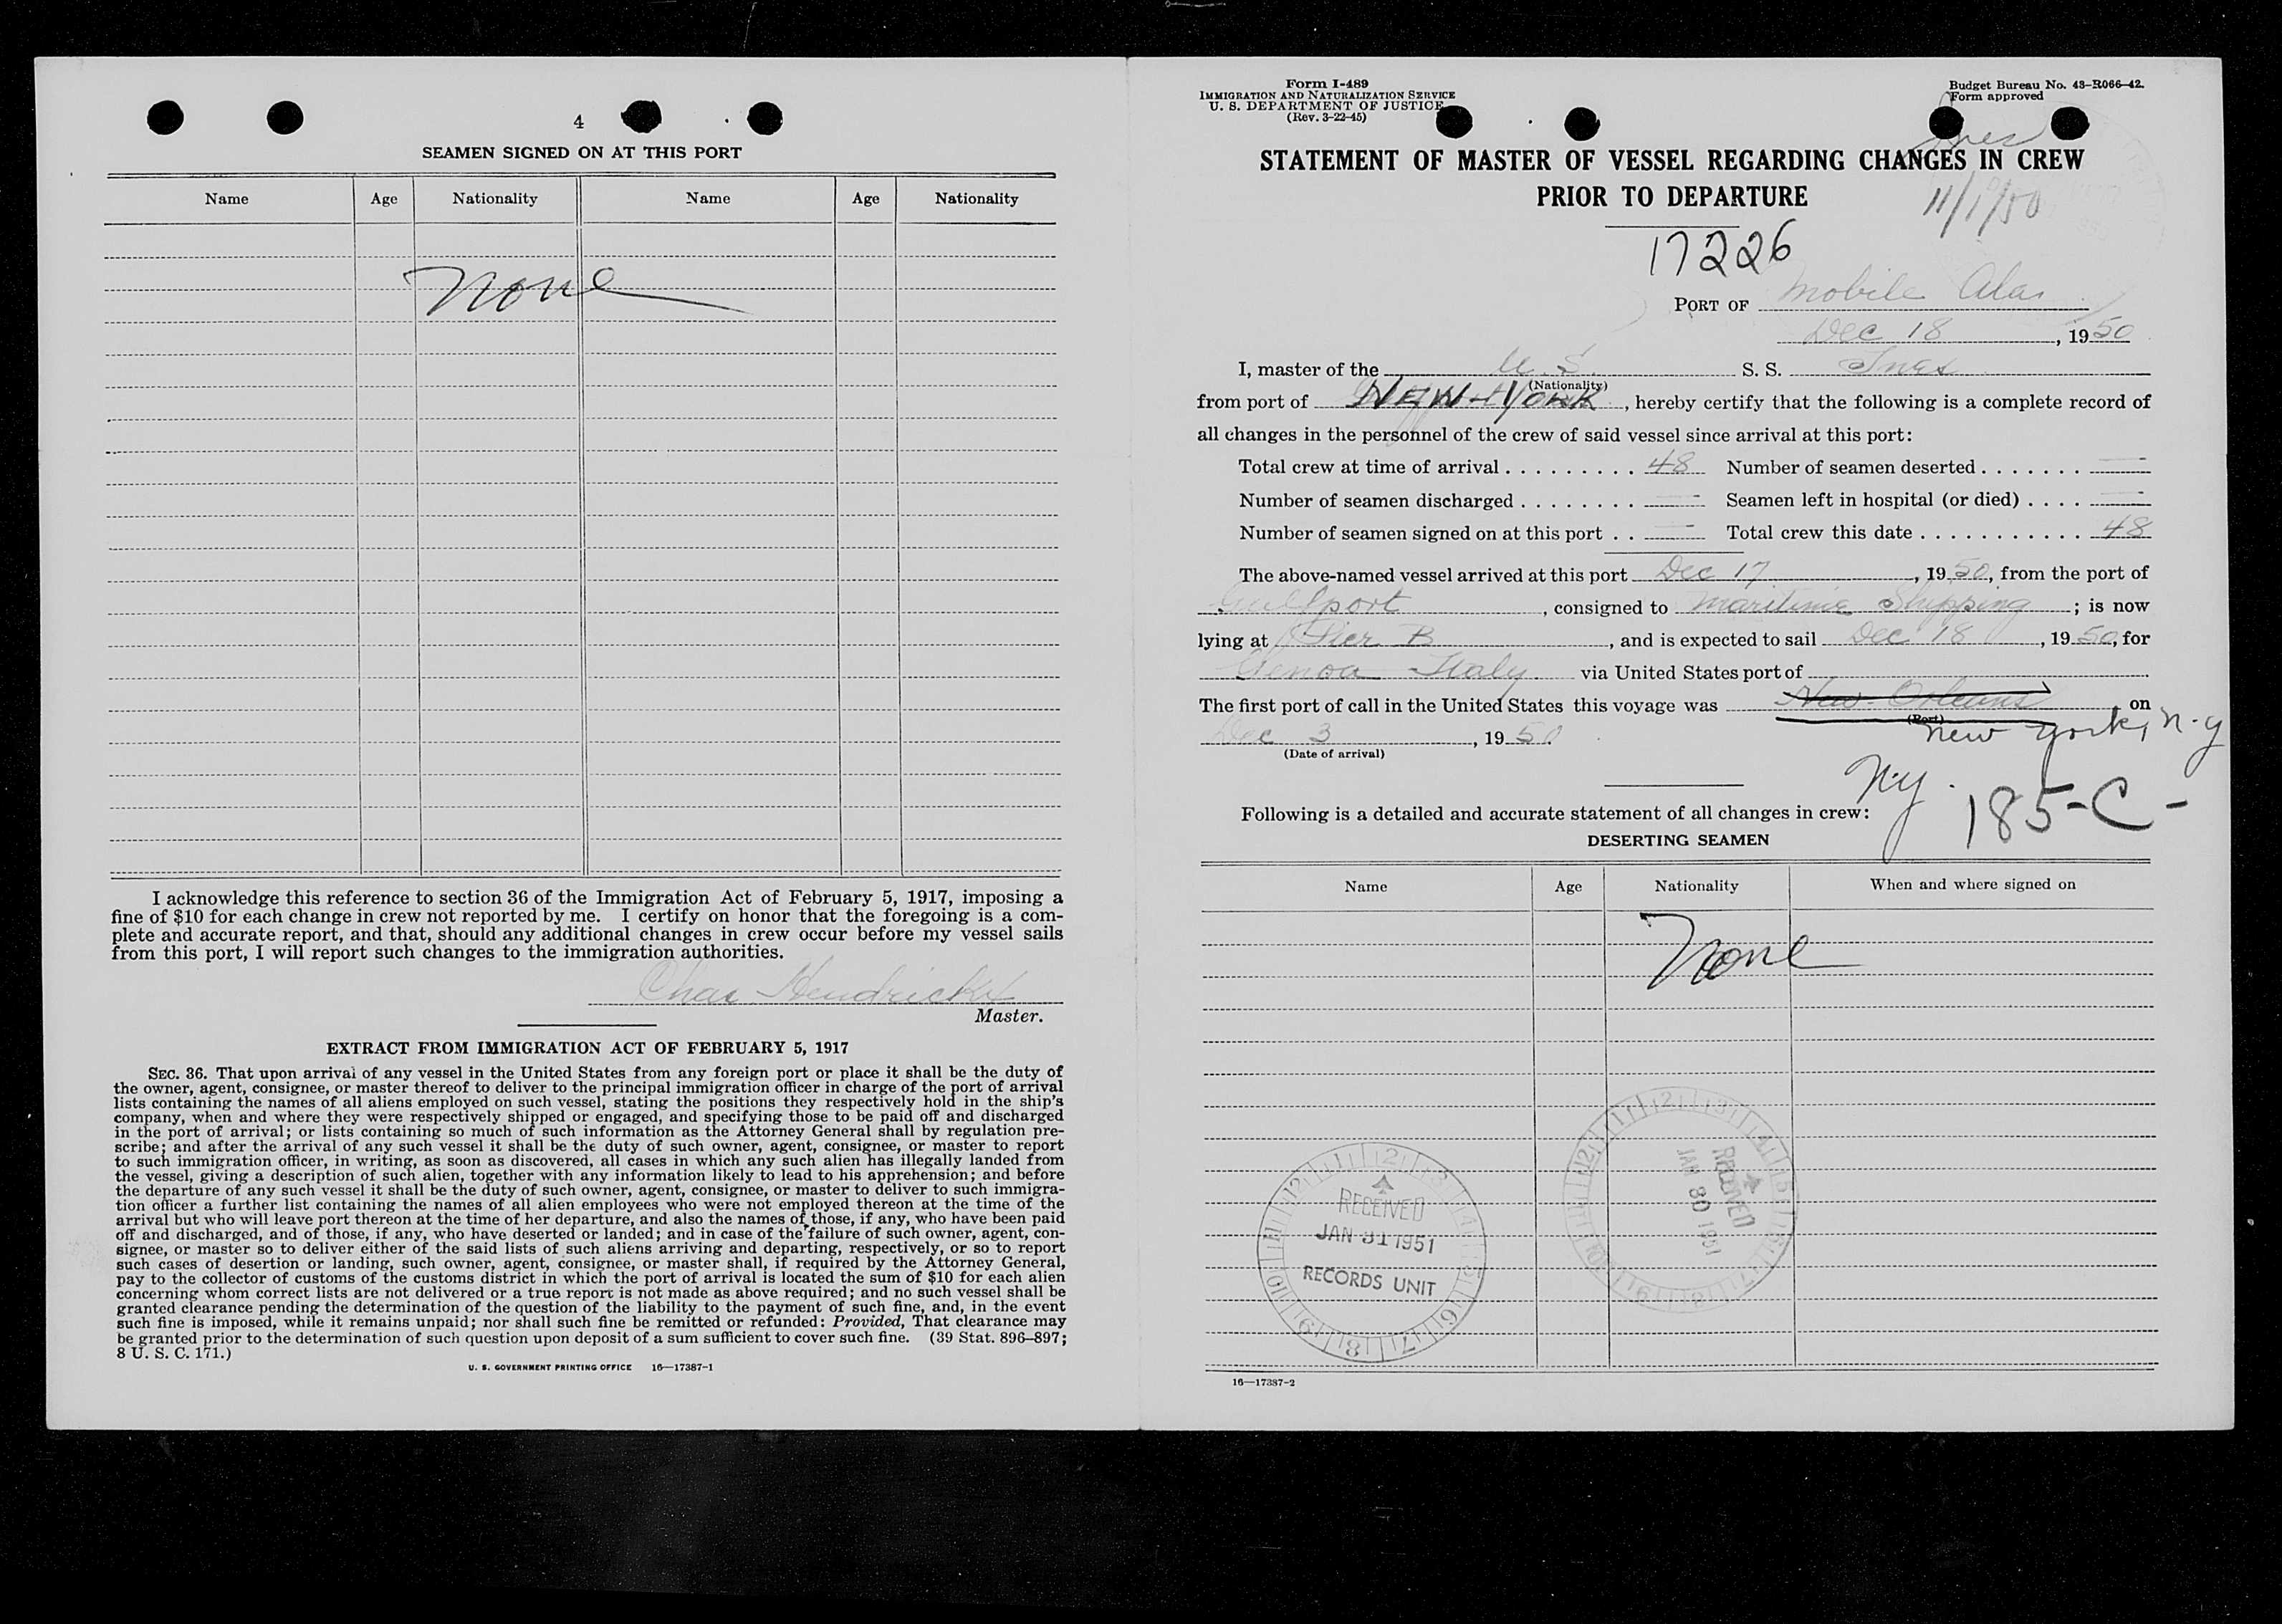 4
SEAMEN SIGNED ON AT THIS PORT
Name Age Nationality Name Age Nationality
None
I acknowledge this reference to section 36 of the Immigration Act of February 5, 1917, imposing a
fine of $10 for each change in crew not reported by me. I certify on honor that the foregoing is a com-
plete and accurate report, and that, should any additional changes in crew occur before my vessel sails
from this port, I will report such changes to the immigration authorities.
Chas Hendrickx
Master.
EXTRACT FROM IMMIGRATION ACT OF FEBRUARY 5, 1917
SEC. 36. That upon arrival of any vessel in the United States from any foreign port or place it shall be the duty of
the owner, agent, consignee, or master thereof to deliver to the principal immigration officer in charge of the port of arrival
lists containing the names of all aliens employed on such vessel, stating the positions they respectively hold in the ship's
company, when and where they were respectively shipped or engaged, and specifying those to be paid off and discharged
in the port of arrival; or lists containing so much of such information as the Attorney General shall by regulation pre-
scribe; and after the arrival of any such vessel it shall be the duty of such owner, agent, consignee, or master to report
to such immigration officer, in writing, as soon as discovered, all cases in which any such alien has illegally landed from
the vessel, giving a description of such alien, together with any information likely to lead to his apprehension; and before
the departure of any such vessel it shall be the duty of such owner, agent, consignee, or master to deliver to such immigra-
tion officer a further list containing the names of all alien employees who were not employed thereon at the time of the
arrival but who will leave port thereon at the time of her departure, and also the names of those, if any, who have been paid
off and discharged, and of those, if any, who have deserted or landed; and in case of the failure of such owner, agent, con-
signee, or master so to deliver either of the said lists of such aliens arriving and departing, respectively, or so to report
such cases of desertion or landing, such owner, agent, consignee, or master shall, if required by the Attorney General,
pay to the collector of customs of the customs district in which the port of arrival is located the sum of $10 for each alien
concerning whom correct lists are not delivered or a true report is not made as above required; and no such vessel shall be
granted clearance pending the determination of the question of the liability to the payment of such fine, and, in the event
such fine is imposed, while it remains unpaid; nor shall such fine be remitted or refunded: Provided, That clearance may
be granted prior to the determination of such question upon deposit of a sum sufficient to cover such fine. (39 Stat. 896–897;
8 U. S. C. 171.)
U. S. GOVERNMENT PRINTING OFFICE 16—17387-1
Form I-489
IMMIGRATION AND NATURALIZATION SERVICE
U. S. DEPARTMENT OF JUSTICE
(Rev. 3-22-45)
Budget Bureau No. 43-R066-42.
Form approved
Ines
STATEMENT OF MASTER OF VESSEL REGARDING CHANGES IN CREW
PRIOR TO DEPARTURE
11/1/50
17226
PORT OF Mobile Ala.
Dec 18, 1950
I, master of the U. S. S. S. Ines
(Nationality)
from port of NEW YORK, hereby certify that the following is a complete record of
all changes in the personnel of the crew of said vessel since arrival at this port:
Total crew at time of arrival . . . . . . . . . 48 Number of seamen deserted . . . . . . . —
Number of seamen discharged . . . . . . . . — Seamen left in hospital (or died) . . . . —
Number of seamen signed on at this port . . — Total crew this date . . . . . . . . . . . . 48
The above-named vessel arrived at this port Dec 17, 1950, from the port of
Gulfport, consigned to Maritime Shipping; is now
lying at Pier B, and is expected to sail Dec 18, 1950, for
Genoa Italy via United States port of
The first port of call in the United States this voyage was New Orleans on
(Port)
New York, N.Y
Dec 3, 1950.
(Date of arrival)
N.Y.
185-C-
Following is a detailed and accurate statement of all changes in crew:
DESERTING SEAMEN
Name Age Nationality When and where signed on
None
RECEIVED
JAN 30 1951
RECEIVED
JAN 31 1951
RECORDS UNIT
16—17387-2